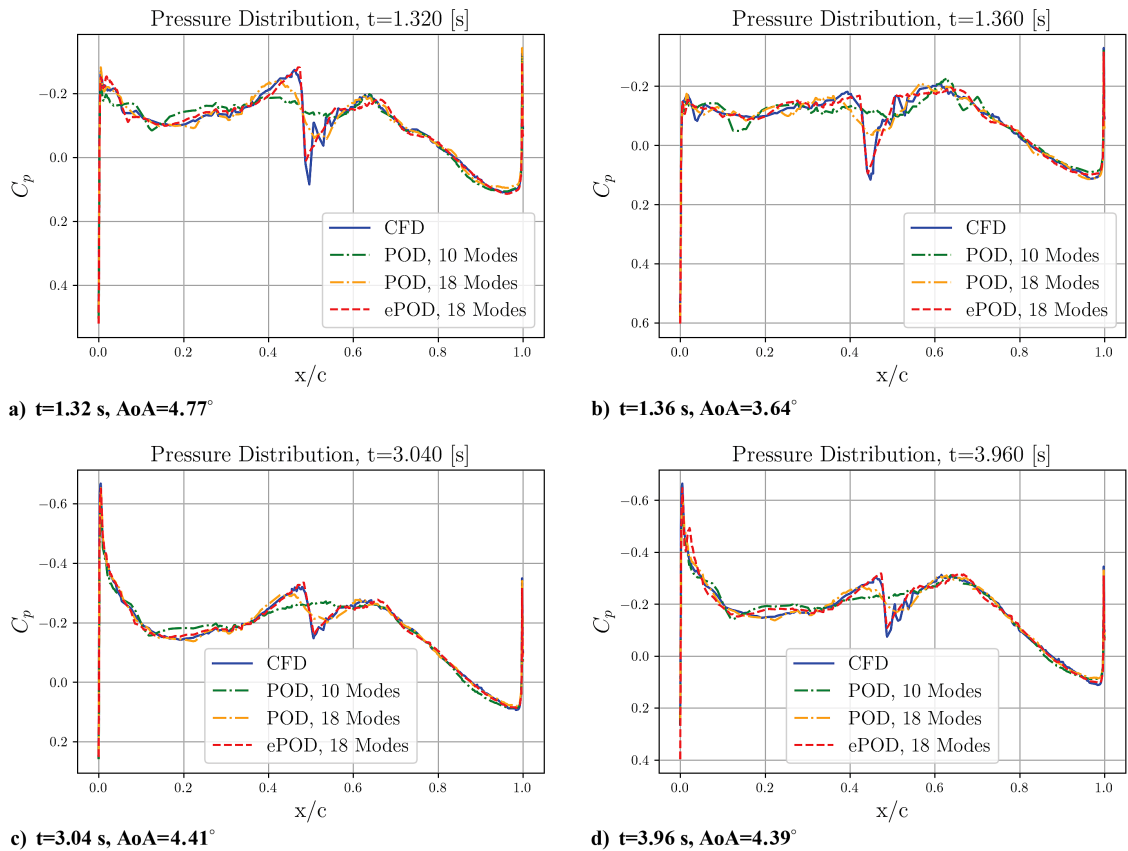 Pressure Distribution, t=1.320 [s]
−0.2
0.0
0.2
0.4
C_p
0.0 0.2 0.4 0.6 0.8 1.0
x/c
CFD
POD, 10 Modes
POD, 18 Modes
ePOD, 18 Modes
a) t=1.32 s, AoA=4.77°
Pressure Distribution, t=1.360 [s]
−0.2
0.0
0.2
0.4
0.6
C_p
0.0 0.2 0.4 0.6 0.8 1.0
x/c
CFD
POD, 10 Modes
POD, 18 Modes
ePOD, 18 Modes
b) t=1.36 s, AoA=3.64°
Pressure Distribution, t=3.040 [s]
−0.6
−0.4
−0.2
0.0
0.2
C_p
0.0 0.2 0.4 0.6 0.8 1.0
x/c
CFD
POD, 10 Modes
POD, 18 Modes
ePOD, 18 Modes
c) t=3.04 s, AoA=4.41°
Pressure Distribution, t=3.960 [s]
−0.6
−0.4
−0.2
0.0
0.2
0.4
C_p
0.0 0.2 0.4 0.6 0.8 1.0
x/c
CFD
POD, 10 Modes
POD, 18 Modes
ePOD, 18 Modes
d) t=3.96 s, AoA=4.39°